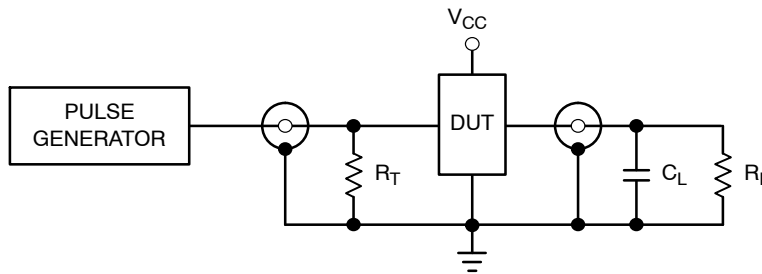 VCC
PULSE
GENERATOR
DUT
RT
CL
R